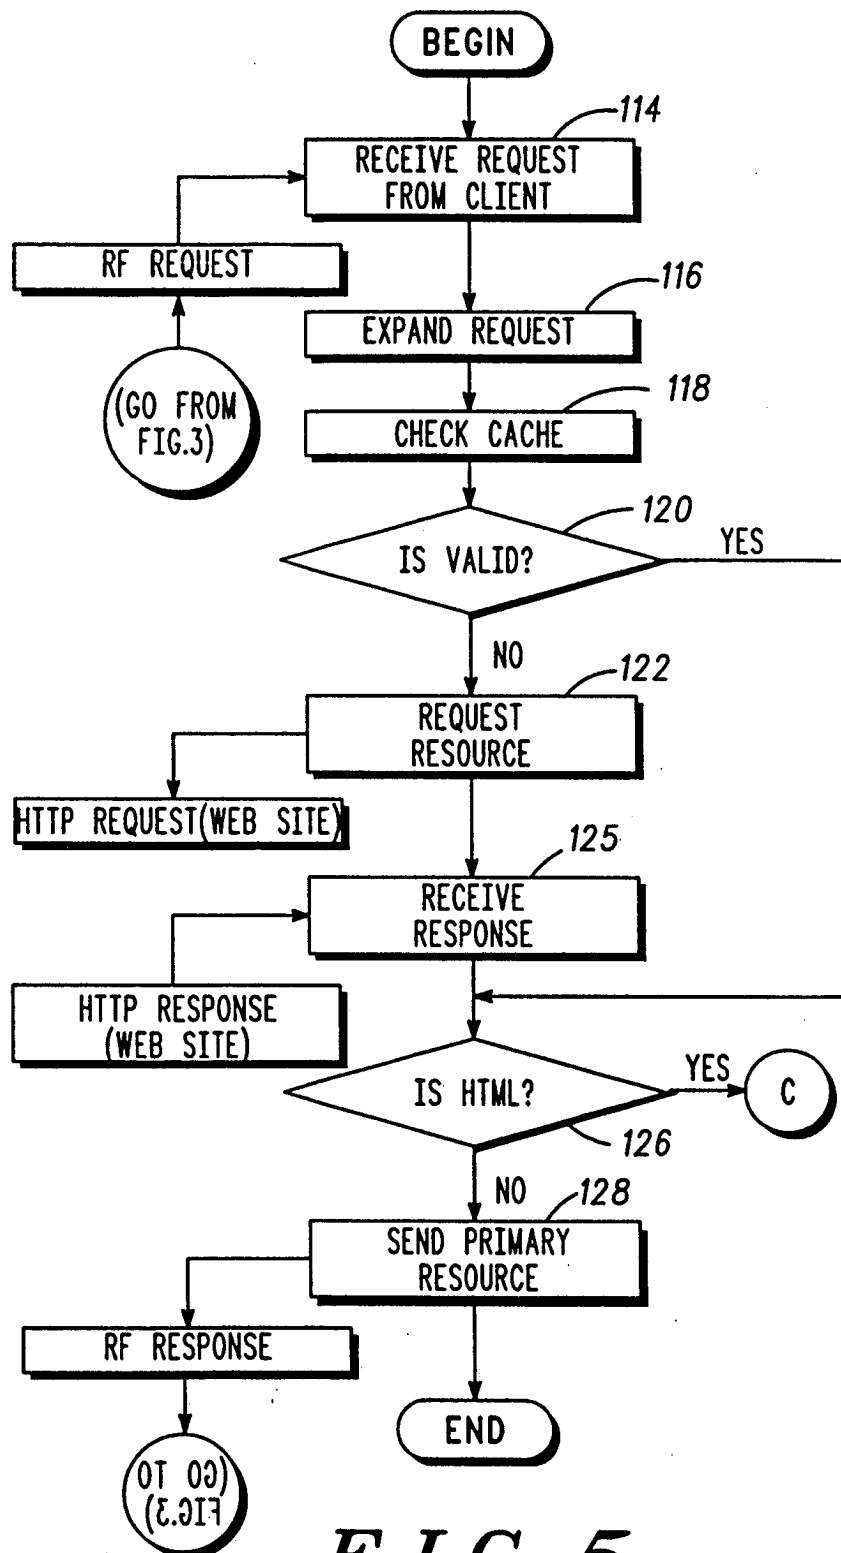 BEGIN
114
RECEIVE REQUEST
FROM CLIENT
RF REQUEST
116
EXPAND REQUEST
(GO FROM
FIG.3)
118
CHECK CACHE
120
IS VALID?
YES
NO
122
REQUEST
RESOURCE
HTTP REQUEST(WEB SITE)
125
RECEIVE
RESPONSE
HTTP RESPONSE
(WEB SITE)
IS HTML?
YES
C
126
NO
128
SEND PRIMARY
RESOURCE
RF RESPONSE
END
(GO TO
FIG.3)
FIG. 5